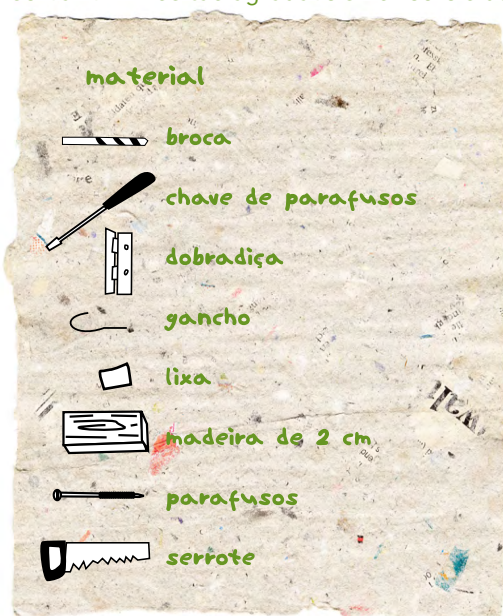 material
broca
chave de parafusos
dobradiça
gancho
lixa
madeira de 2 cm
parafusos
serrote